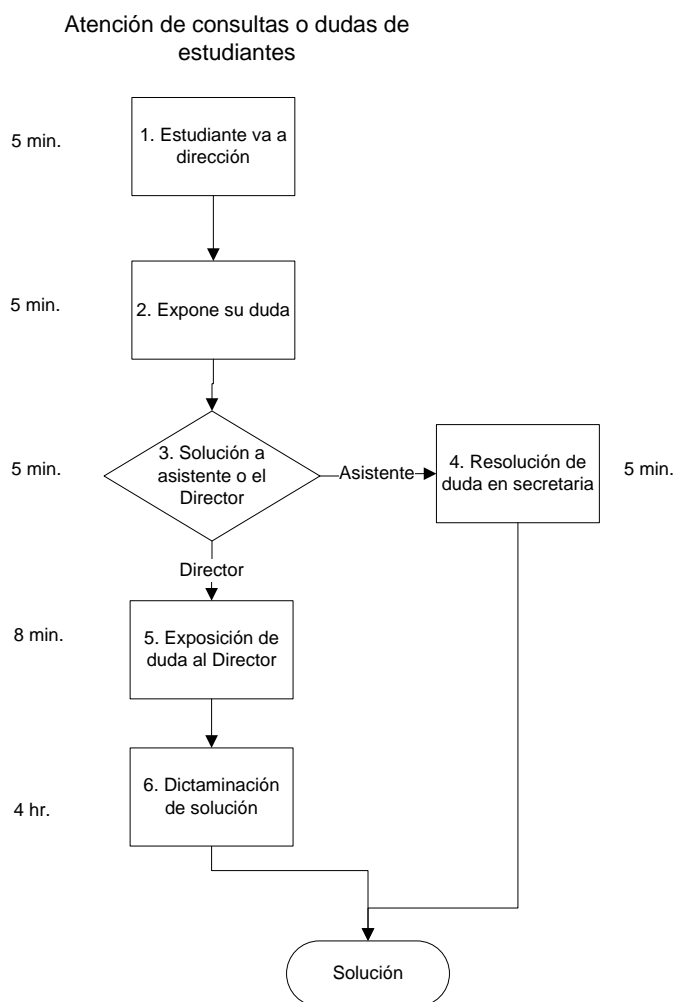 Atención de consultas o dudas de
estudiantes
5 min.
1. Estudiante va a
dirección
5 min.
2. Expone su duda
5 min.
3. Solución a
asistente o el
Director
Asistente
4. Resolución de
duda en secretaria
5 min.
Director
8 min.
5. Exposición de
duda al Director
4 hr.
6. Dictaminación
de solución
Solución